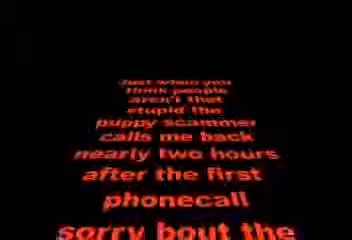 Just when you
think people
aren't that
stupid the
puppy scammer
calls me back
nearly two hours
after the first
phonecall
sorry bout the